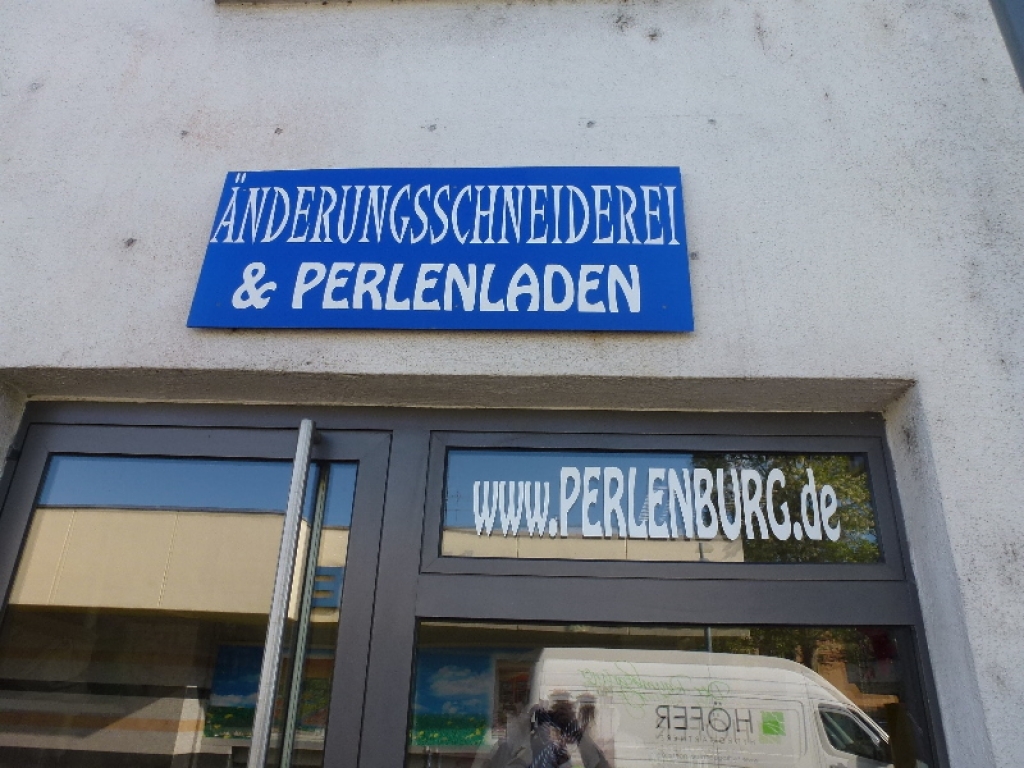 ÄNDERUNGSSCHNEIDEREI
& PERLENLADEN
www.PERLENBURG.de
HÖFER